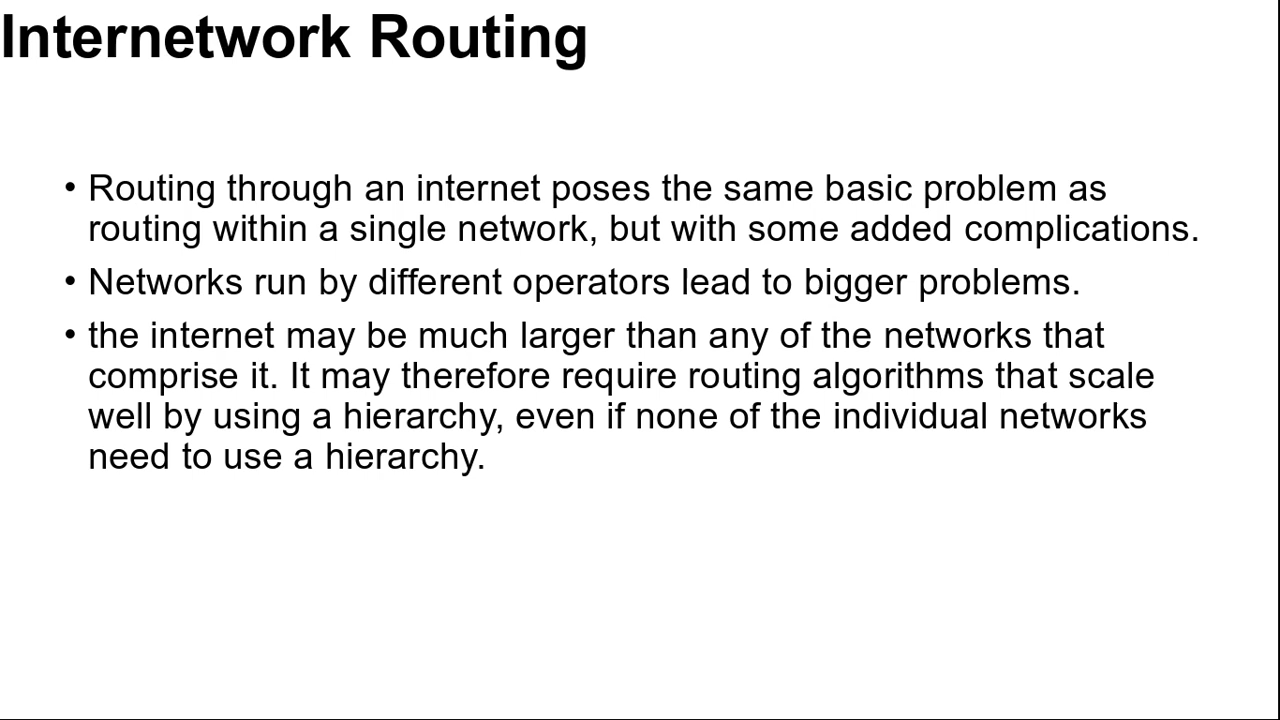 Internetwork Routing
• Routing through an internet poses the same basic problem as
routing within a single network, but with some added complications.
• Networks run by different operators lead to bigger problems.
• the internet may be much larger than any of the networks that
comprise it. It may therefore require routing algorithms that scale
well by using a hierarchy, even if none of the individual networks
need to use a hierarchy.